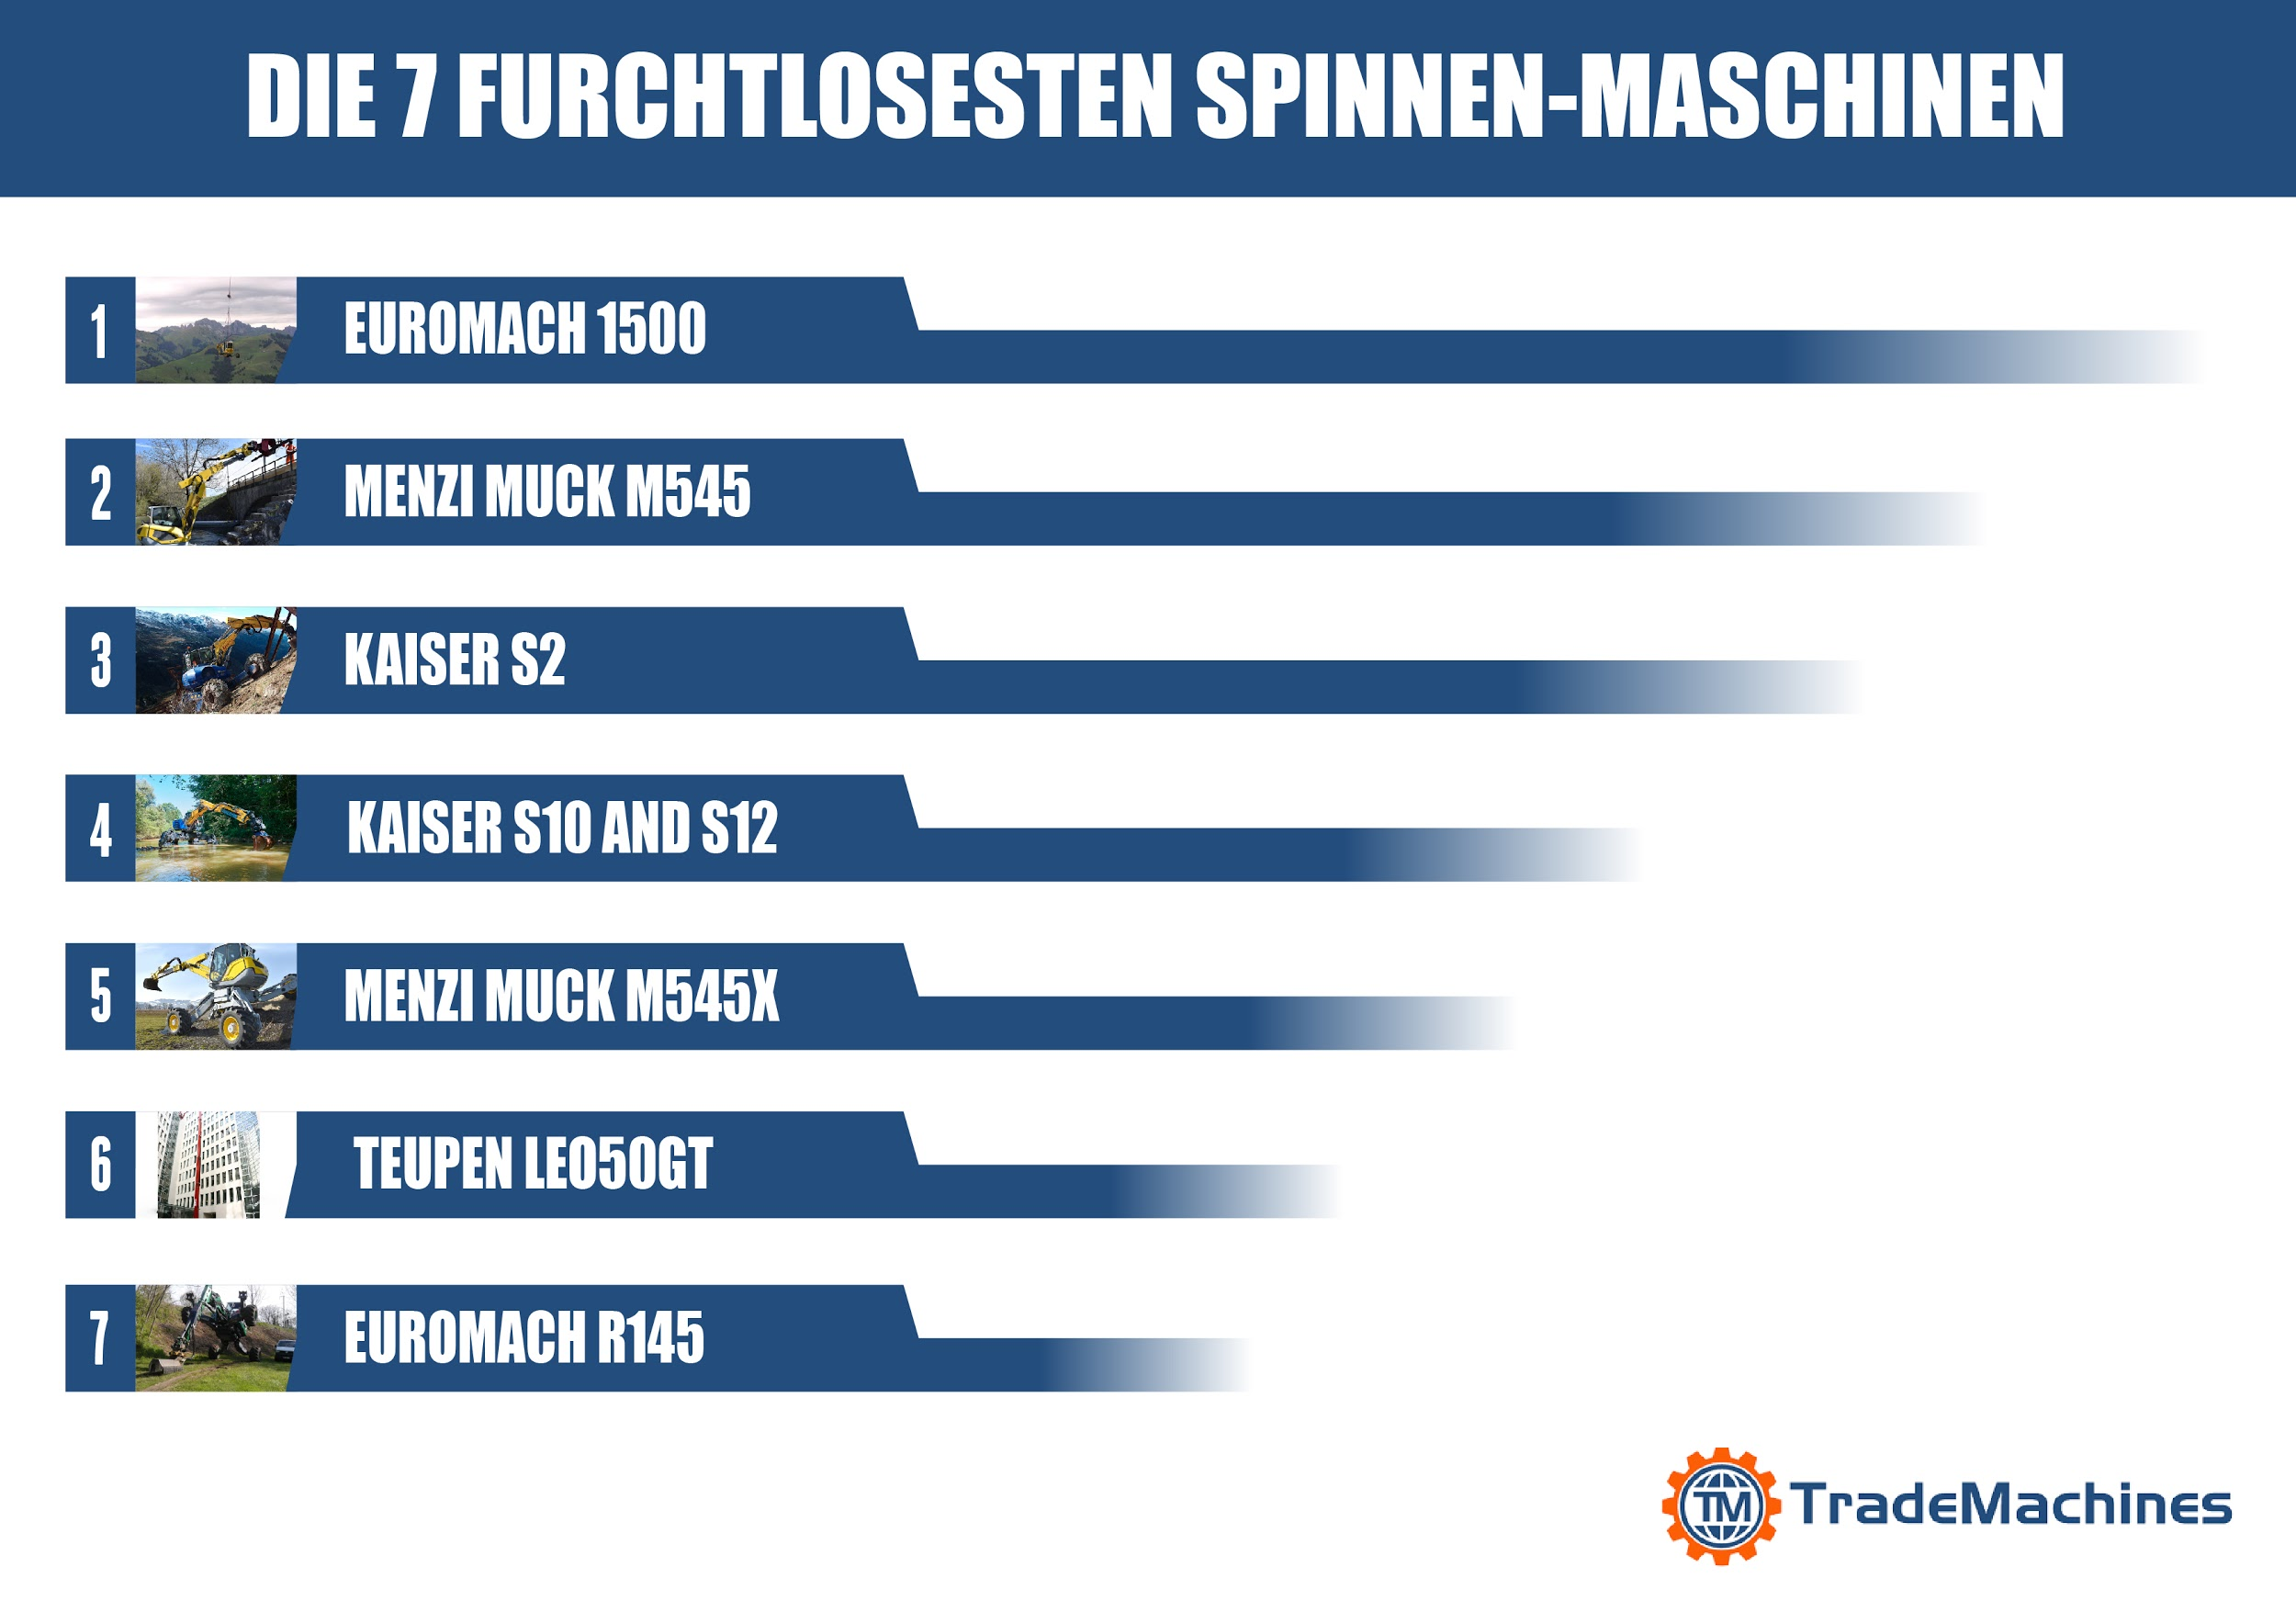 DIE 7 FURCHTLOSESTEN SPINNEN-MASCHINEN
1 EUROMACH 1500
2 MENZI MUCK M545
3 KAISER S2
4 KAISER S10 AND S12
5 MENZI MUCK M545X
6 TEUPEN LEO50GT
7 EUROMACH R145
TM TradeMachines